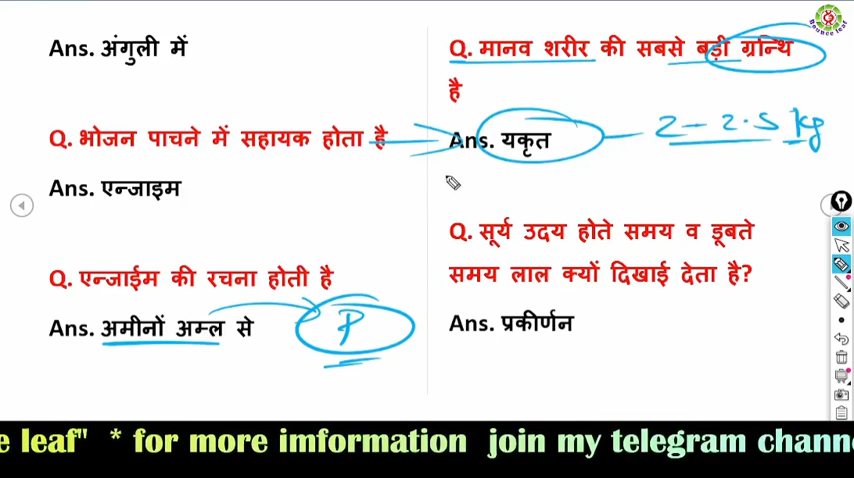 Ans. अंगुली में
Q. भोजन पाचने में सहायक होता है
Ans. एन्जाइम
Q. एन्जाईम की रचना होती है
Ans. अमीनों अम्ल से P
Q. मानव शरीर की सबसे बड़ी ग्रन्थि
है
Ans. यकृत 2-2.5 kg
Q. सूर्य उदय होते समय व डूबते
समय लाल क्यों दिखाई देता है?
Ans. प्रकीर्णन
Bounce leaf
e leaf" * for more imformation join my telegram channe